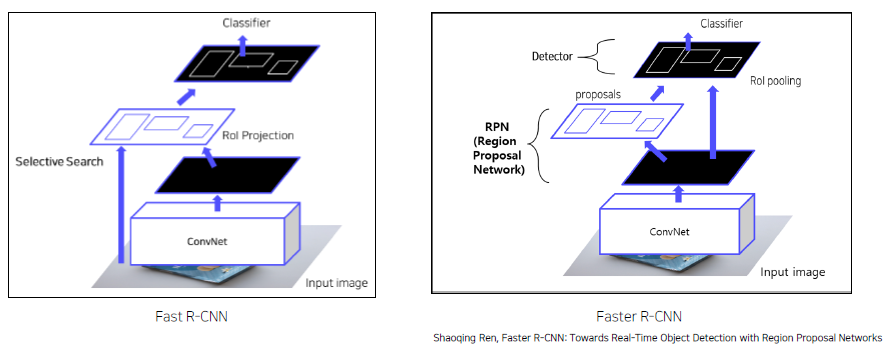 Classifier
RoI Projection
Selective Search
ConvNet
Input image
Fast R-CNN
Classifier
Detector
RoI pooling
proposals
RPN
(Region
Proposal
Network)
ConvNet
Input image
Faster R-CNN
Shaoqing Ren, Faster R-CNN: Towards Real-Time Object Detection with Region Proposal Networks